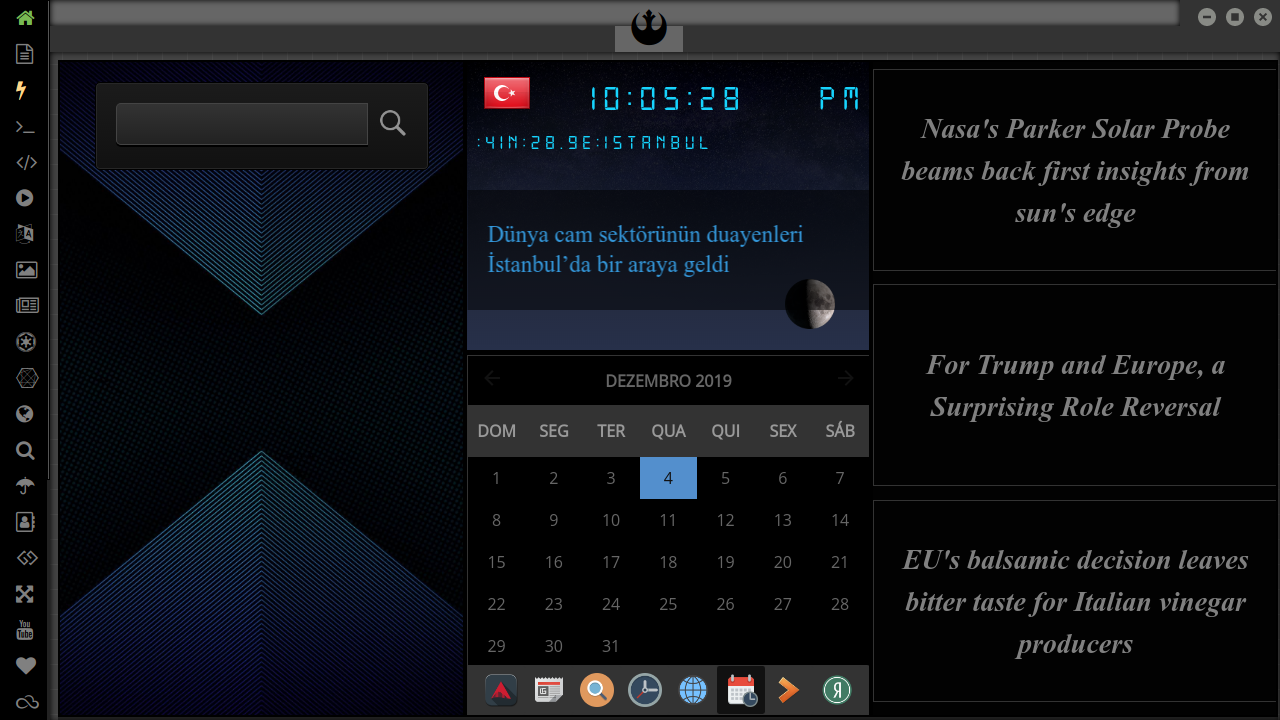 10:05:28 PM
:41N:28.9E:ISTANBUL
Dünya cam sektörünün duayenleri
İstanbul’da bir araya geldi
DEZEMBRO 2019
DOM SEG TER QUA QUI SEX SÁB
1 2 3 4 5 6 7
8 9 10 11 12 13 14
15 16 17 18 19 20 21
22 23 24 25 26 27 28
29 30 31
Nasa's Parker Solar Probe
beams back first insights from
sun's edge
For Trump and Europe, a
Surprising Role Reversal
EU's balsamic decision leaves
bitter taste for Italian vinegar
producers
You
Tube
Я